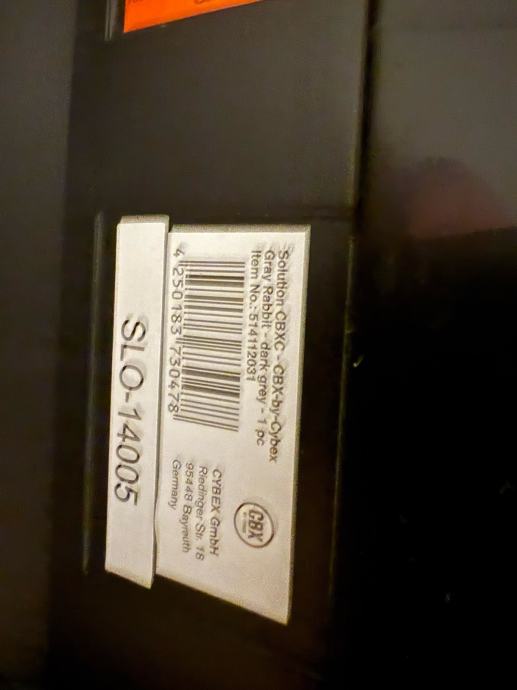 Solution CBXC - CBX-by-Cybex
Gray Rabbit - dark grey - 1 pc
Item No.: 514112031
4 250183 730478
CBX
CYBEX GmbH
Riedinger Str. 18
95448 Bayreuth
Germany
SLO-14005